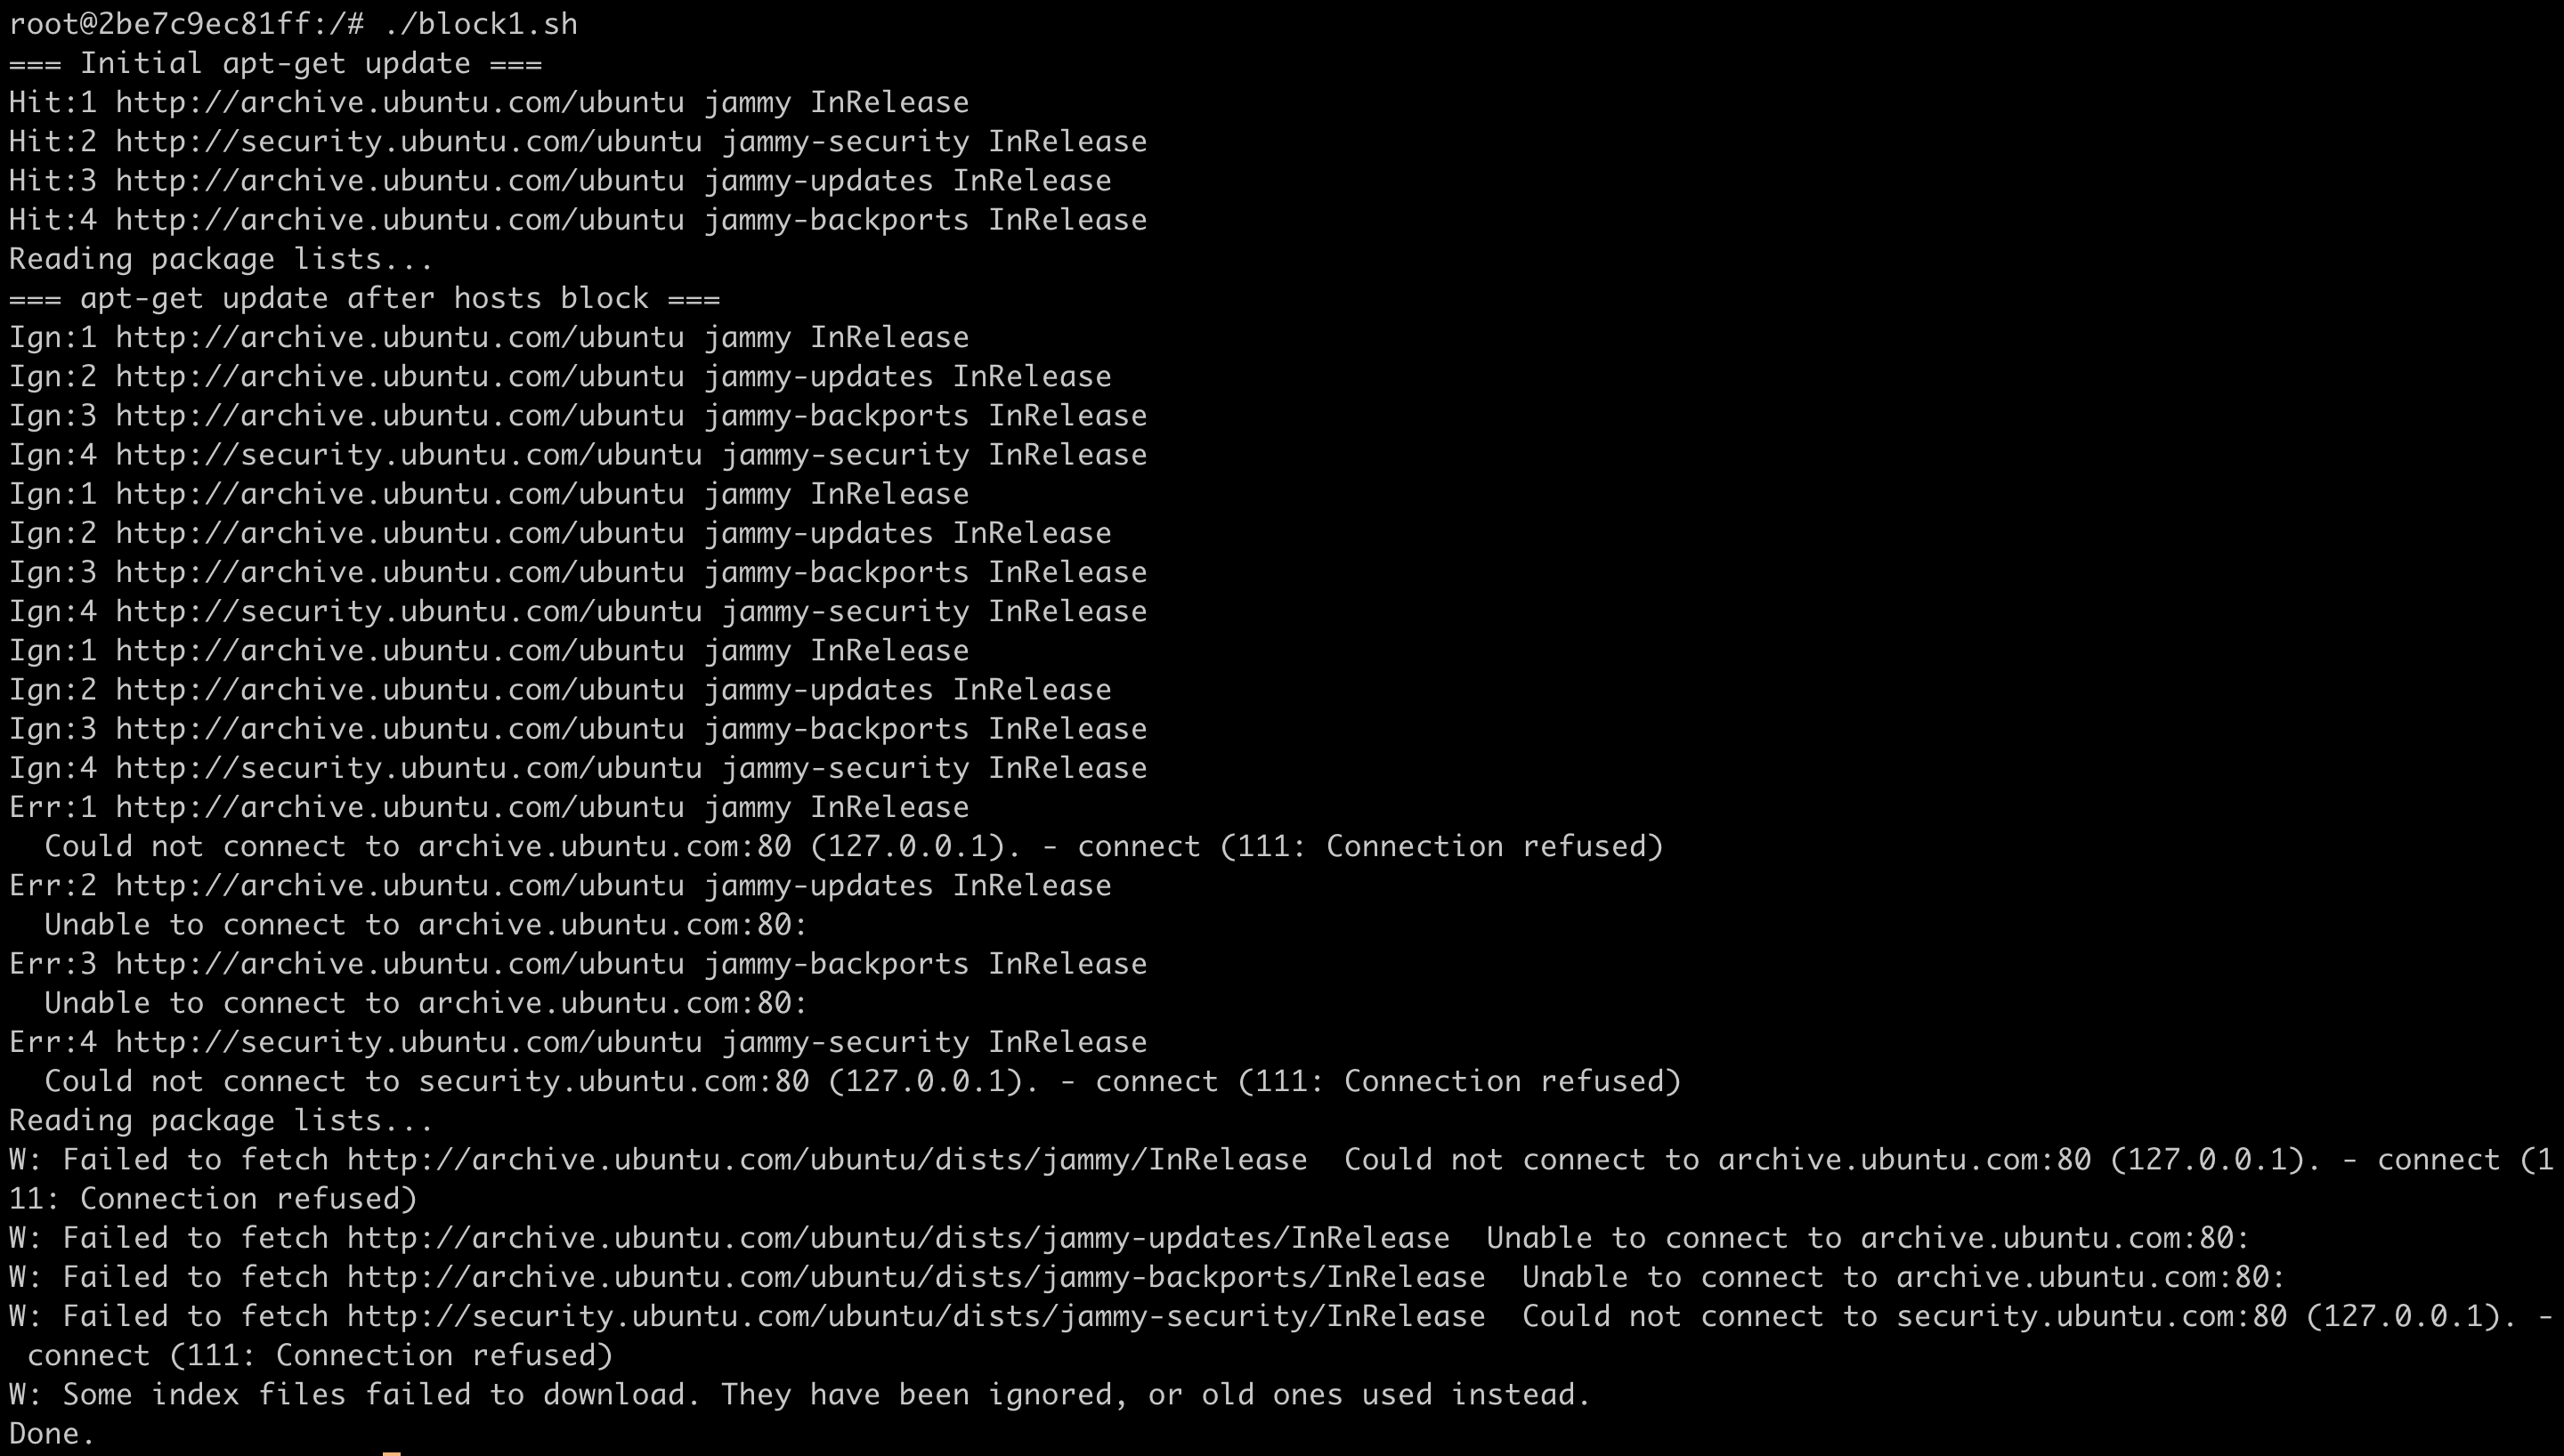 root@2be7c9ec81ff:/# ./block1.sh
=== Initial apt-get update ===
Hit:1 http://archive.ubuntu.com/ubuntu jammy InRelease
Hit:2 http://security.ubuntu.com/ubuntu jammy-security InRelease
Hit:3 http://archive.ubuntu.com/ubuntu jammy-updates InRelease
Hit:4 http://archive.ubuntu.com/ubuntu jammy-backports InRelease
Reading package lists...
=== apt-get update after hosts block ===
Ign:1 http://archive.ubuntu.com/ubuntu jammy InRelease
Ign:2 http://archive.ubuntu.com/ubuntu jammy-updates InRelease
Ign:3 http://archive.ubuntu.com/ubuntu jammy-backports InRelease
Ign:4 http://security.ubuntu.com/ubuntu jammy-security InRelease
Ign:1 http://archive.ubuntu.com/ubuntu jammy InRelease
Ign:2 http://archive.ubuntu.com/ubuntu jammy-updates InRelease
Ign:3 http://archive.ubuntu.com/ubuntu jammy-backports InRelease
Ign:4 http://security.ubuntu.com/ubuntu jammy-security InRelease
Ign:1 http://archive.ubuntu.com/ubuntu jammy InRelease
Ign:2 http://archive.ubuntu.com/ubuntu jammy-updates InRelease
Ign:3 http://archive.ubuntu.com/ubuntu jammy-backports InRelease
Ign:4 http://security.ubuntu.com/ubuntu jammy-security InRelease
Err:1 http://archive.ubuntu.com/ubuntu jammy InRelease
  Could not connect to archive.ubuntu.com:80 (127.0.0.1). - connect (111: Connection refused)
Err:2 http://archive.ubuntu.com/ubuntu jammy-updates InRelease
  Unable to connect to archive.ubuntu.com:80:
Err:3 http://archive.ubuntu.com/ubuntu jammy-backports InRelease
  Unable to connect to archive.ubuntu.com:80:
Err:4 http://security.ubuntu.com/ubuntu jammy-security InRelease
  Could not connect to security.ubuntu.com:80 (127.0.0.1). - connect (111: Connection refused)
Reading package lists...
W: Failed to fetch http://archive.ubuntu.com/ubuntu/dists/jammy/InRelease  Could not connect to archive.ubuntu.com:80 (127.0.0.1). - connect (1
11: Connection refused)
W: Failed to fetch http://archive.ubuntu.com/ubuntu/dists/jammy-updates/InRelease  Unable to connect to archive.ubuntu.com:80:
W: Failed to fetch http://archive.ubuntu.com/ubuntu/dists/jammy-backports/InRelease  Unable to connect to archive.ubuntu.com:80:
W: Failed to fetch http://security.ubuntu.com/ubuntu/dists/jammy-security/InRelease  Could not connect to security.ubuntu.com:80 (127.0.0.1). -
 connect (111: Connection refused)
W: Some index files failed to download. They have been ignored, or old ones used instead.
Done.